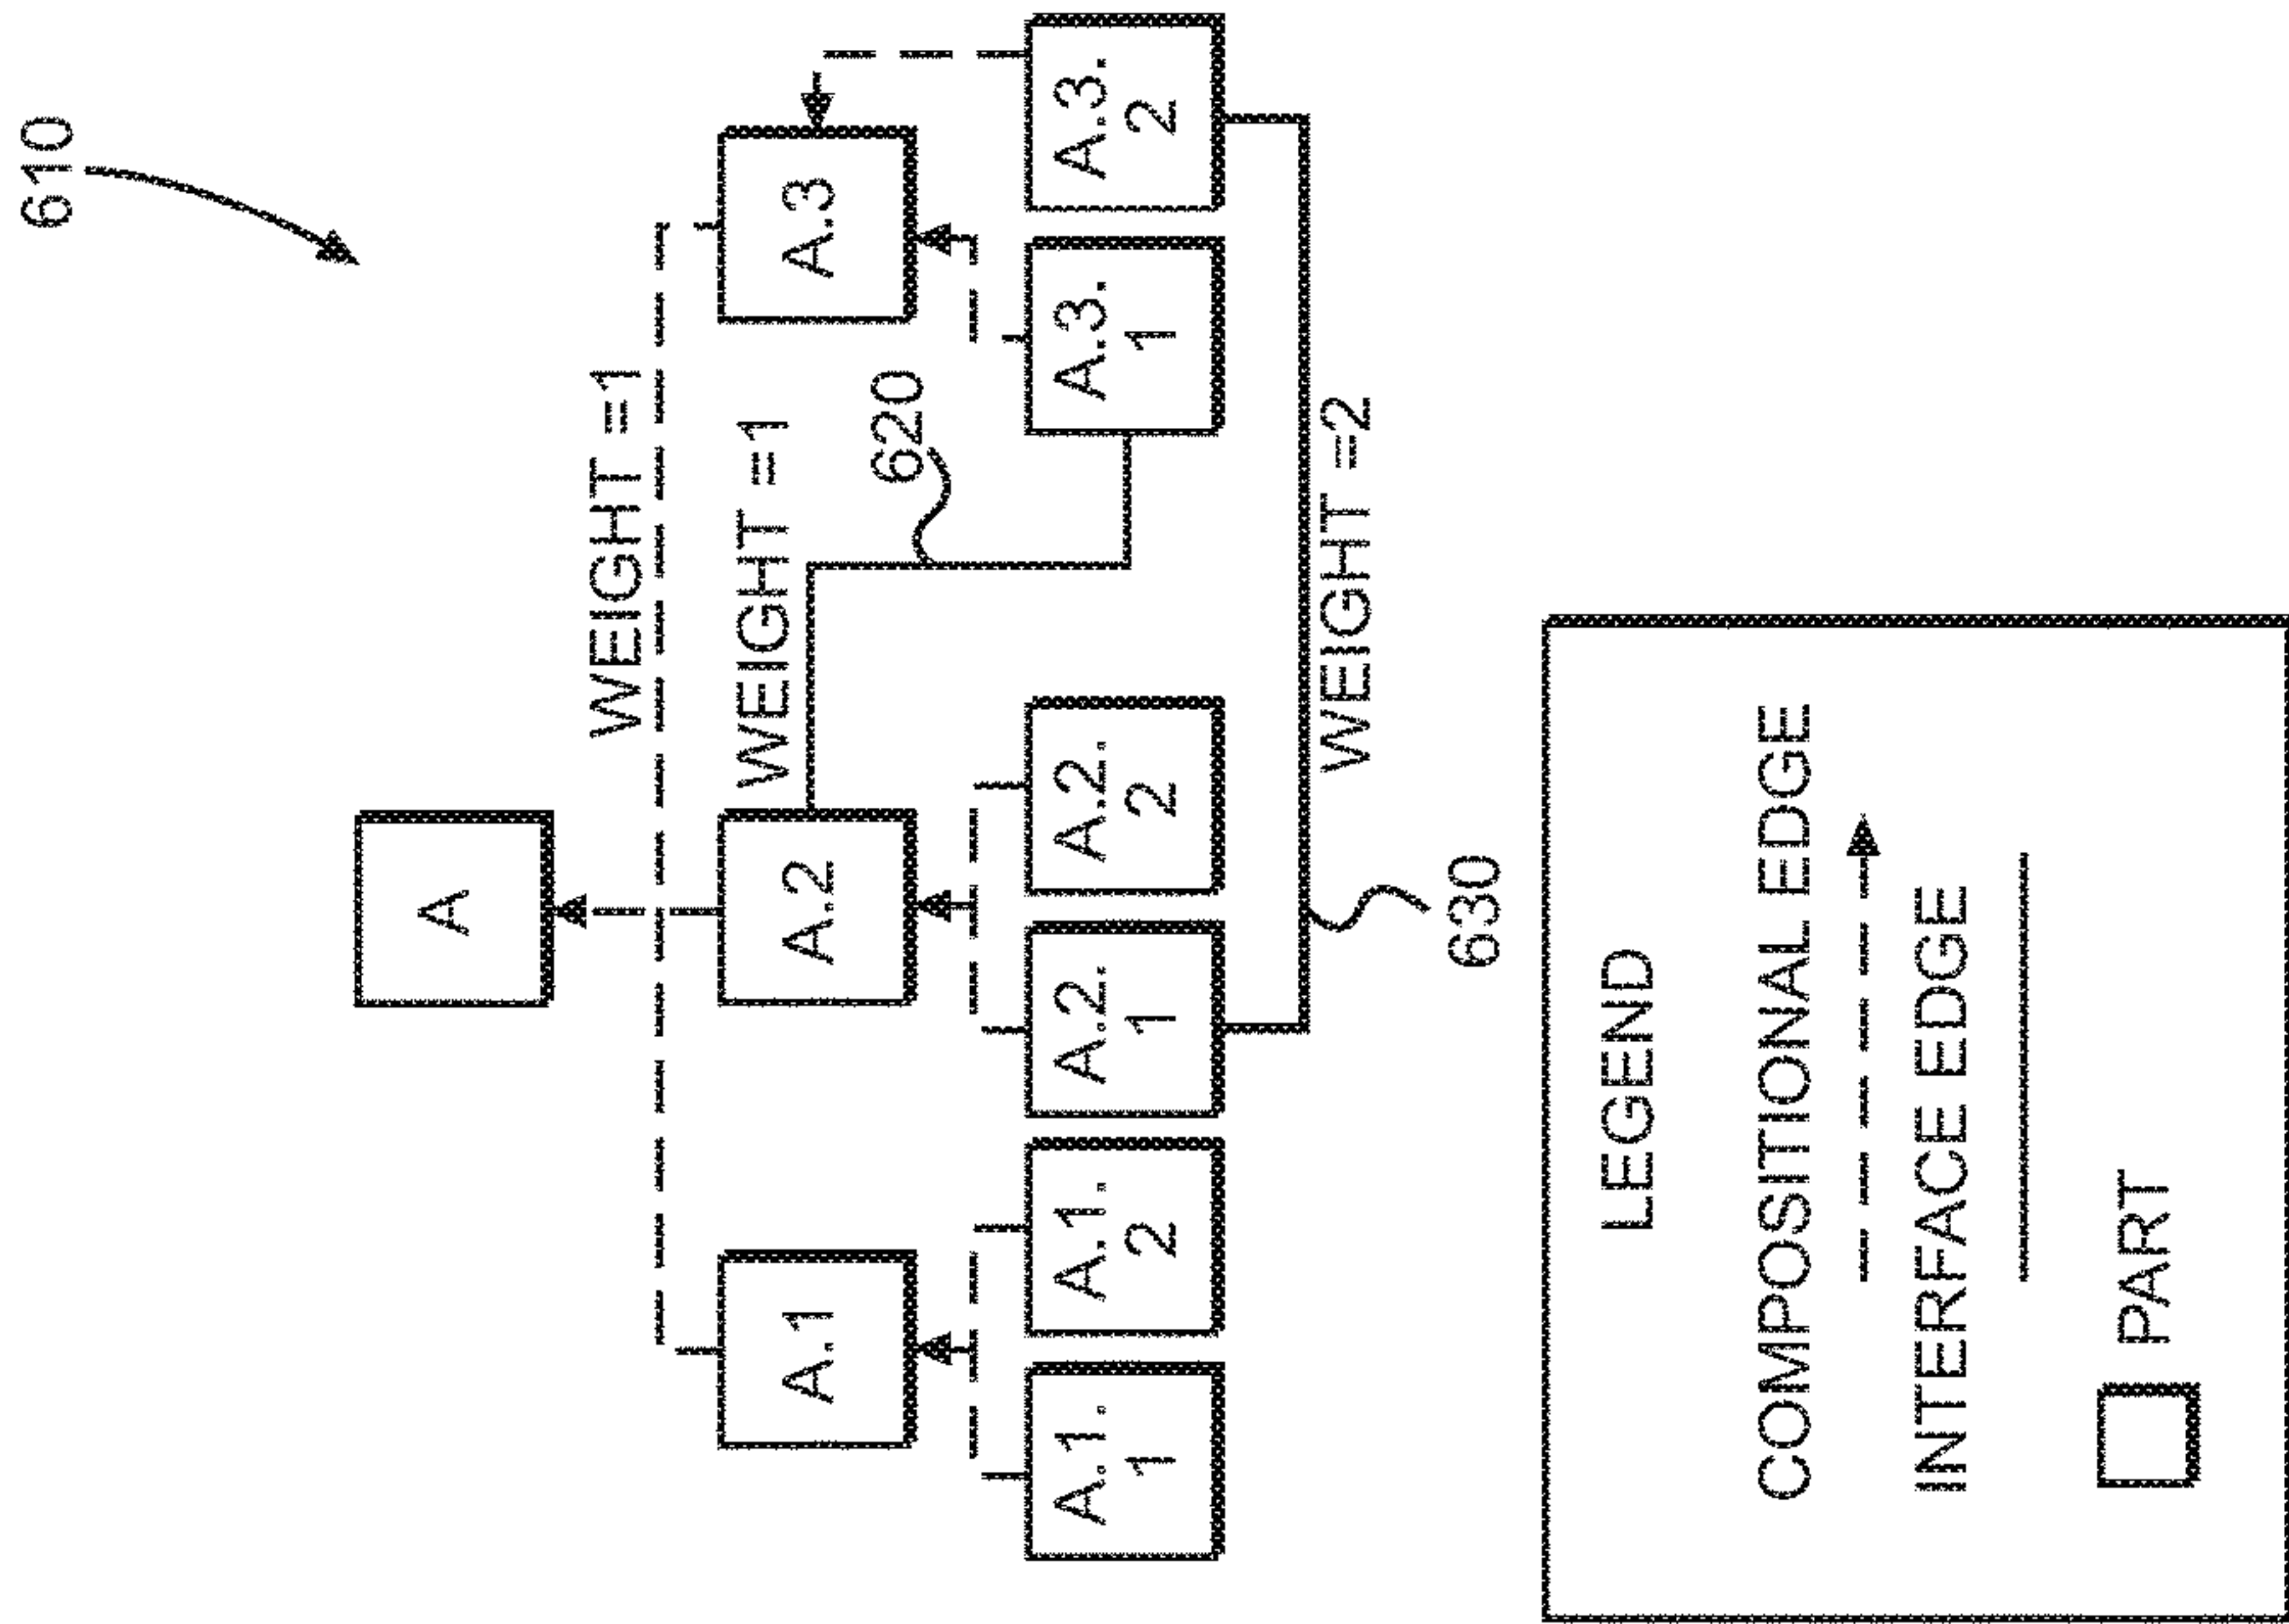 610
A
WEIGHT =1
WEIGHT =1
A.1
A.2
A.3
620
A.1.
1
A.1.
2
A.2.
1
A.2.
2
A.3.
1
A.3.
2
WEIGHT =2
630
LEGEND
COMPOSITIONAL EDGE
INTERFACE EDGE
PART